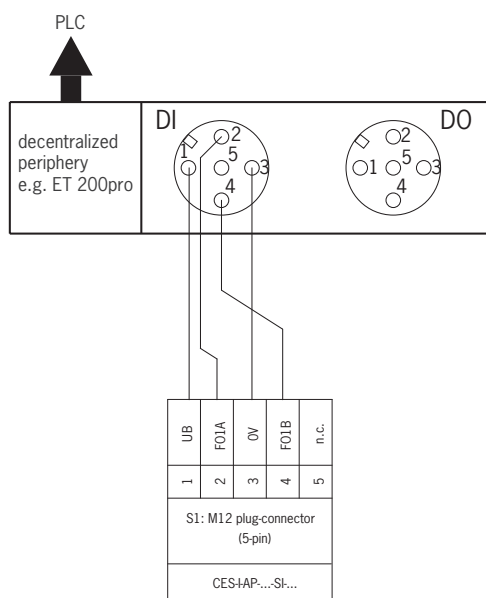 PLC
decentralized
periphery
e.g. ET 200pro
DI
1
2
5
3
4
DO
2
1
5
3
4
UB
FO1A
0V
FO1B
n.c.
1
2
3
4
5
S1: M12 plug-connector
(5-pin)
CES-I-AP-...-SI-...